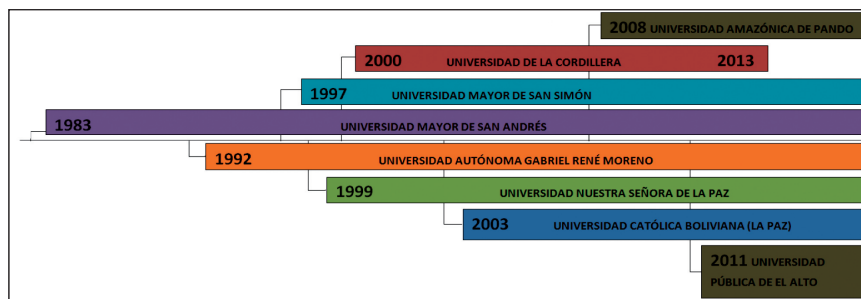 2008 UNIVERSIDAD AMAZÓNICA DE PANDO
2000 UNIVERSIDAD DE LA CORDILLERA 2013
1997 UNIVERSIDAD MAYOR DE SAN SIMÓN
1983 UNIVERSIDAD MAYOR DE SAN ANDRÉS
1992 UNIVERSIDAD AUTÓNOMA GABRIEL RENÉ MORENO
1999 UNIVERSIDAD NUESTRA SEÑORA DE LA PAZ
2003 UNIVERSIDAD CATÓLICA BOLIVIANA (LA PAZ)
2011 UNIVERSIDAD
PÚBLICA DE EL ALTO